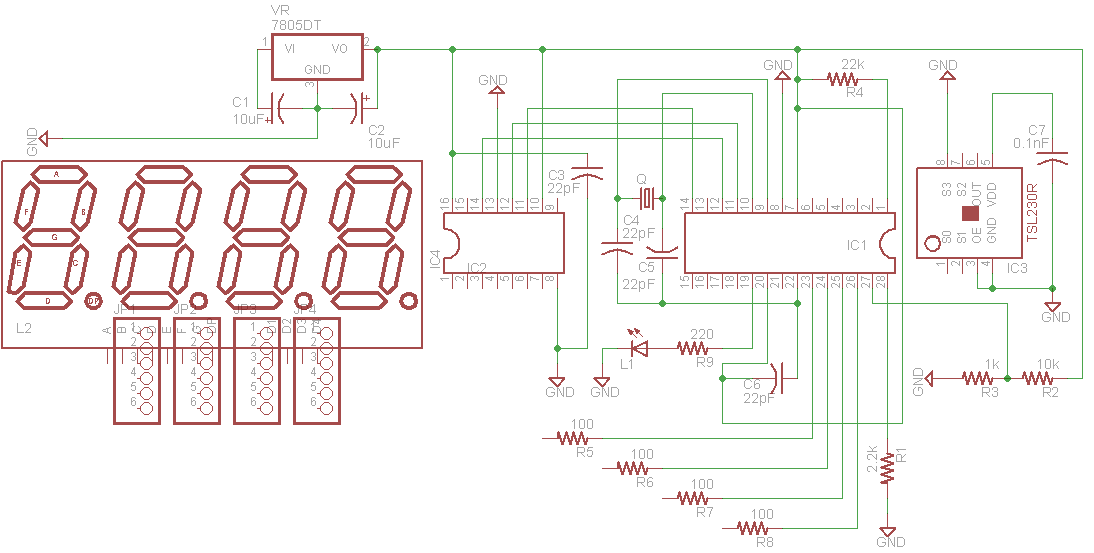 VR
7805DT
1 VI VO 2
GND
3
C1
10uF
+
+
C2
10uF
GND
A
F B
G
E C
D DP
L2
A B C D E F G DP D1 D2 D3 D4
JP1 JP2 JP3 JP4
1 1 1 1
2 2 2 2
3 3 3 3
4 4 4 4
5 5 5 5
6 6 6 6
GND
C3
22pF
16 15 14 13 12 11 10 9
IC4
IC2
1 2 3 4 5 6 7 8
GND
Q
C4
22pF
C5
22pF
GND
22k
R4
14 13 12 11 10 9 8 7 6 5 4 3 2 1
IC1
15 16 17 18 19 20 21 22 23 24 25 26 27 28
GND
L1
220
R9
C6
22pF
100
R5
100
R6
100
R7
100
R8
2.2k
R1
GND
GND
8 7 6 5
S3 S2 OUT VDD
S0 S1 OE GND
1 2 3 4
TSL230R
IC3
C7
0.1nF
GND
GND
1k
R3
10k
R2